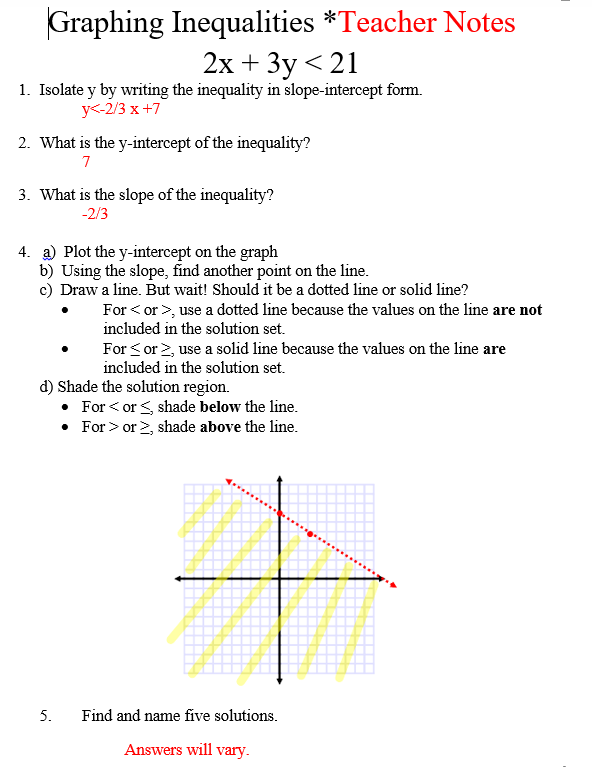 Graphing Inequalities *Teacher Notes
2x + 3y < 21
1. Isolate y by writing the inequality in slope-intercept form.
y<-2/3 x +7
2. What is the y-intercept of the inequality?
7
3. What is the slope of the inequality?
-2/3
4. a) Plot the y-intercept on the graph
b) Using the slope, find another point on the line.
c) Draw a line. But wait! Should it be a dotted line or solid line?
• For < or >, use a dotted line because the values on the line are not
included in the solution set.
• For ≤ or ≥, use a solid line because the values on the line are
included in the solution set.
d) Shade the solution region.
• For < or ≤, shade below the line.
• For > or ≥, shade above the line.
5. Find and name five solutions.
Answers will vary.